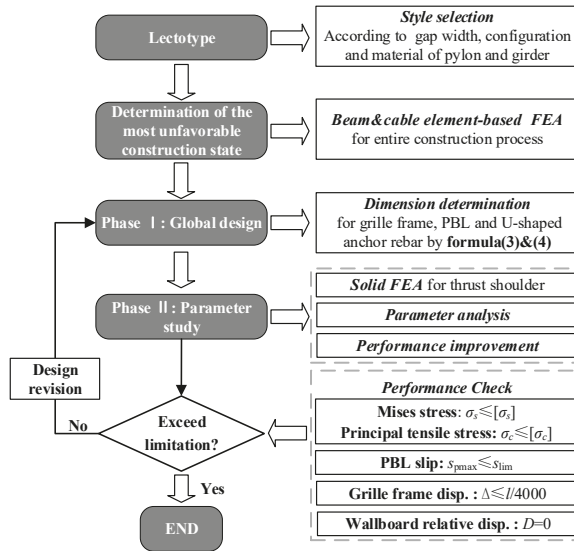 Lectotype
Style selection
According to gap width, configuration
and material of pylon and girder
Determination of the
most unfavorable
construction state
Beam&cable element-based FEA
for entire construction process
Phase Ⅰ: Global design
Dimension determination
for grille frame, PBL and U-shaped
anchor rebar by formula(3)&(4)
Phase Ⅱ: Parameter
study
Solid FEA for thrust shoulder
Parameter analysis
Performance improvement
Design
revision
No
Exceed
limitation?
Yes
END
Performance Check
Mises stress: σs≤[σs]
Principal tensile stress: σc≤[σc]
PBL slip: spmax≤slim
Grille frame disp. : Δ≤l/4000
Wallboard relative disp. : D=0